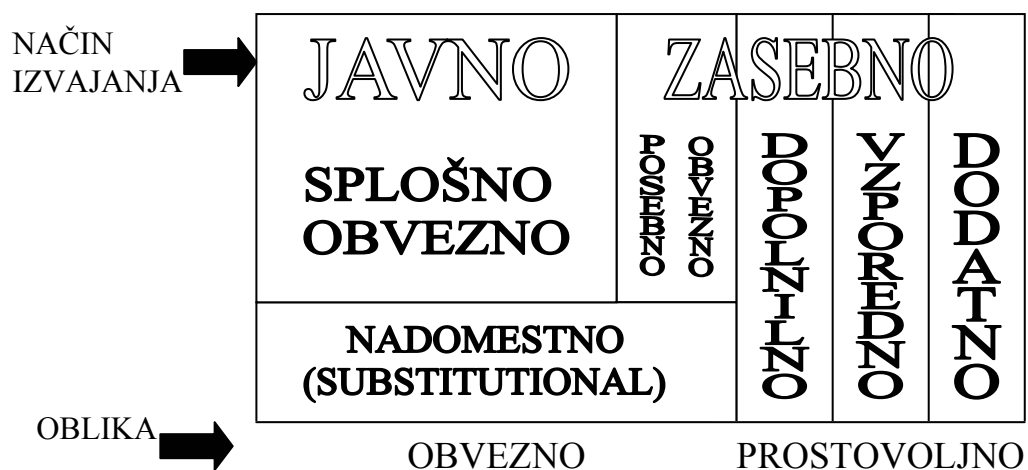 NAČIN
IZVAJANJA
JAVNO
ZASEBNO
SPLOŠNO
OBVEZNO
POSEBNO
OBVEZNO
DOPOLNILNO
VZPOREDNO
DODATNO
NADOMESTNO
(SUBSTITUTIONAL)
OBLIKA
OBVEZNO
PROSTOVOLJNO